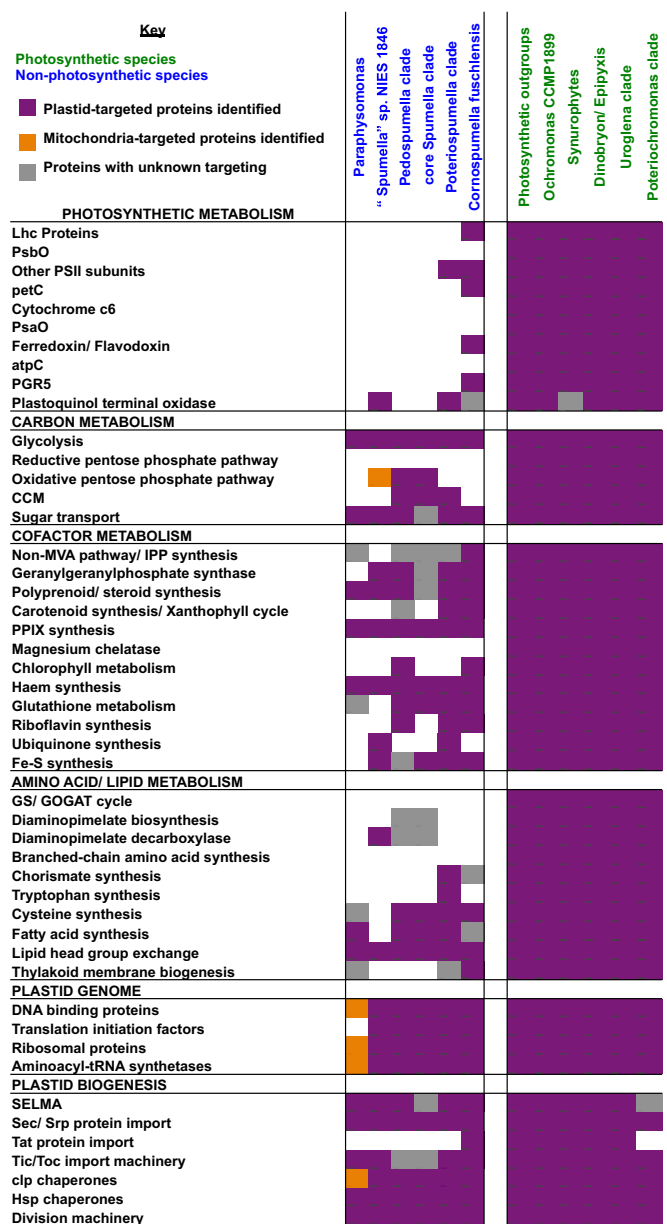 Key
Photosynthetic species
Non-photosynthetic species
Plastid-targeted proteins identified
Mitochondria-targeted proteins identified
Proteins with unknown targeting
Paraphysomonas
“ Spumella” sp. NIES 1846
Pedospumella clade
core Spumella clade
Poteriospumella clade
Cornospumella fuschlensis
Photosynthetic outgroups
Ochromonas CCMP1899
Synurophytes
Dinobryon/ Epipyxis
Uroglena clade
Poteriochromonas clade
PHOTOSYNTHETIC METABOLISM
Lhc Proteins
PsbO
Other PSII subunits
petC
Cytochrome c6
PsaO
Ferredoxin/ Flavodoxin
atpC
PGR5
Plastoquinol terminal oxidase
CARBON METABOLISM
Glycolysis
Reductive pentose phosphate pathway
Oxidative pentose phosphate pathway
CCM
Sugar transport
COFACTOR METABOLISM
Non-MVA pathway/ IPP synthesis
Geranylgeranylphosphate synthase
Polyprenoid/ steroid synthesis
Carotenoid synthesis/ Xanthophyll cycle
PPIX synthesis
Magnesium chelatase
Chlorophyll metabolism
Haem synthesis
Glutathione metabolism
Riboflavin synthesis
Ubiquinone synthesis
Fe-S synthesis
AMINO ACID/ LIPID METABOLISM
GS/ GOGAT cycle
Diaminopimelate biosynthesis
Diaminopimelate decarboxylase
Branched-chain amino acid synthesis
Chorismate synthesis
Tryptophan synthesis
Cysteine synthesis
Fatty acid synthesis
Lipid head group exchange
Thylakoid membrane biogenesis
PLASTID GENOME
DNA binding proteins
Translation initiation factors
Ribosomal proteins
Aminoacyl-tRNA synthetases
PLASTID BIOGENESIS
SELMA
Sec/ Srp protein import
Tat protein import
Tic/Toc import machinery
clp chaperones
Hsp chaperones
Division machinery